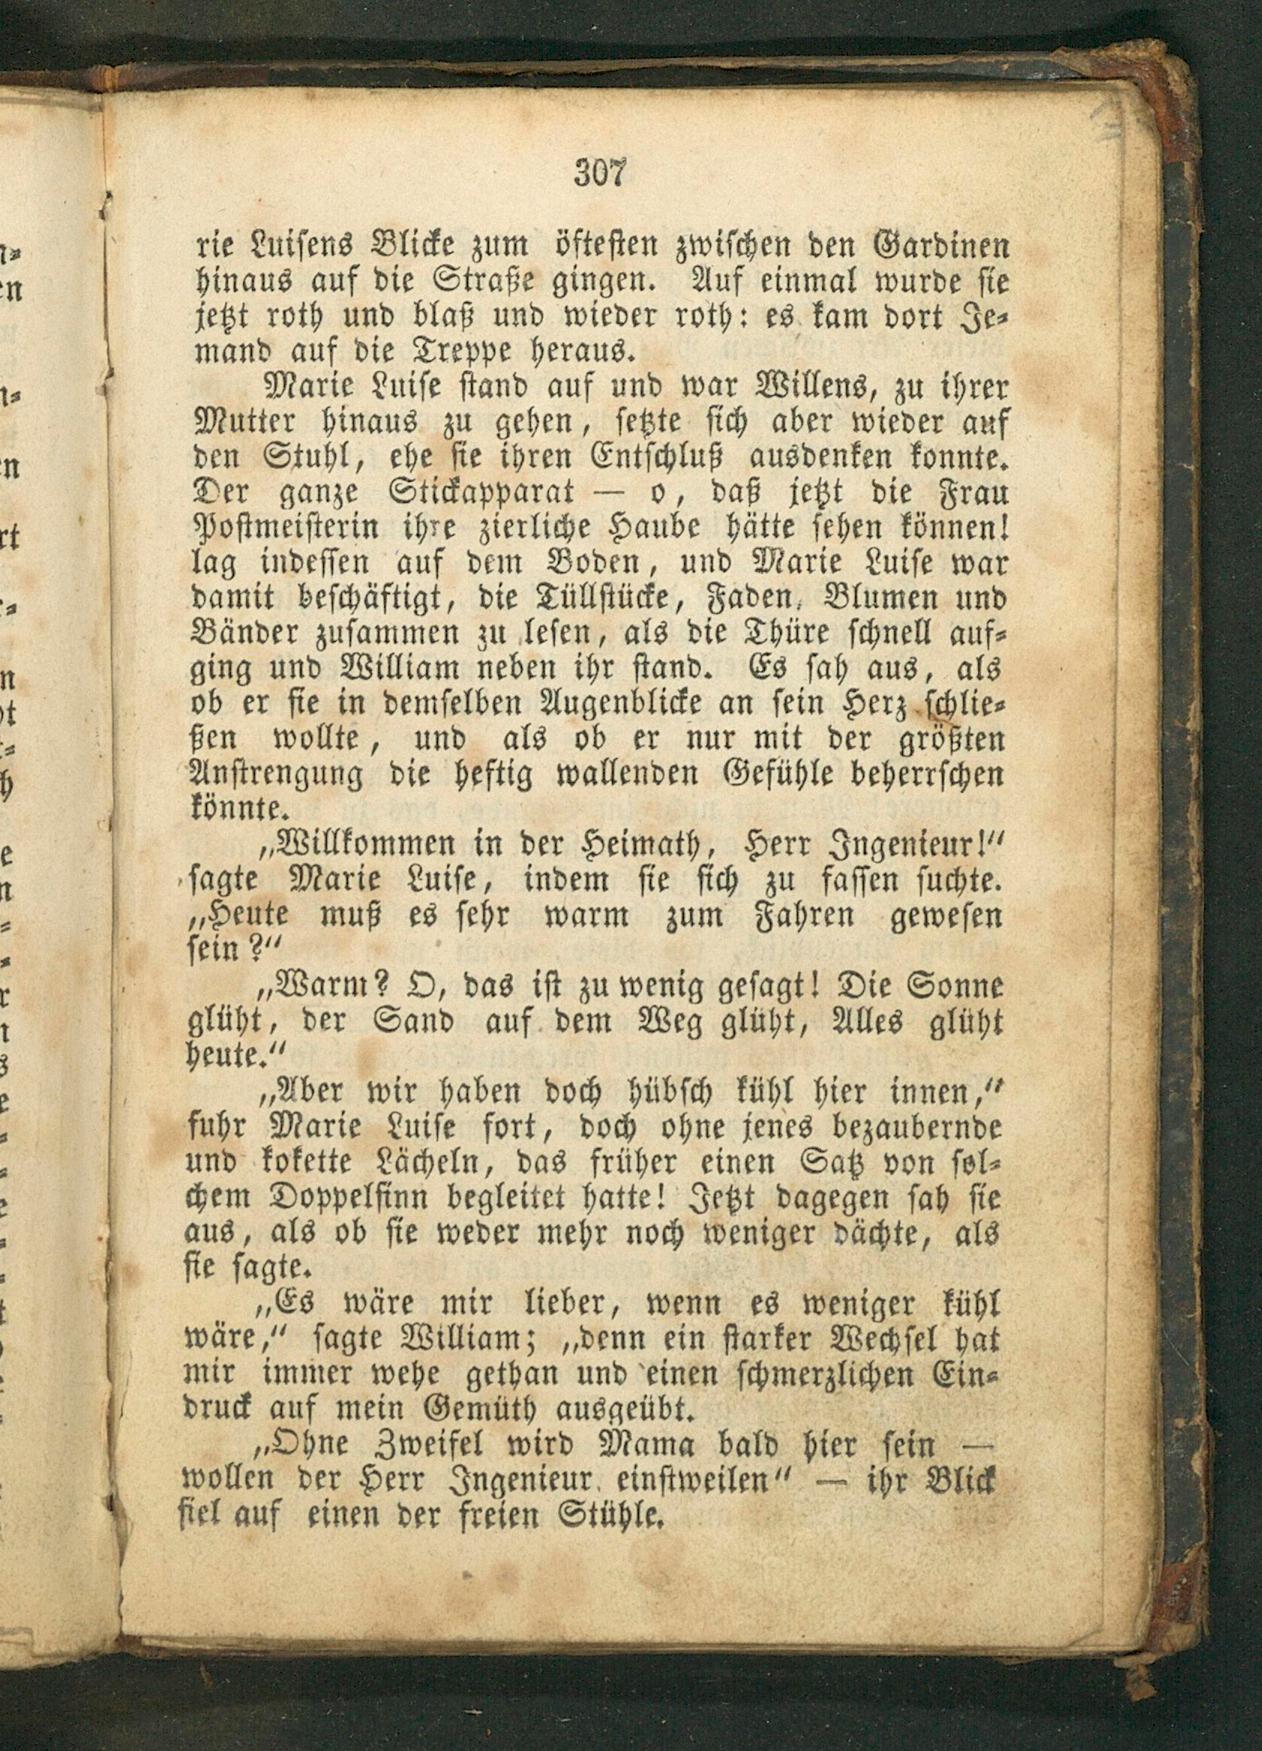 307
rie Luisens Blicke zum öftesten zwischen den Gardinen
hinaus auf die Straße gingen. Auf einmal wurde sie
jetzt roth und blaß und wieder roth: es kam dort Je-
mand auf die Treppe heraus.
Marie Luise stand auf und war Willens, zu ihrer
Mutter hinaus zu gehen, setzte sich aber wieder auf
den Stuhl, ehe sie ihren Entschluß ausdenken konnte.
Der ganze Stickapparat — o, daß jetzt die Frau
Postmeisterin ihre zierliche Haube hätte sehen können!
lag indessen auf dem Boden, und Marie Luise war
damit beschäftigt, die Tüllstücke, Faden, Blumen und
Bänder zusammen zu lesen, als die Thüre schnell auf-
ging und William neben ihr stand. Es sah aus, als
ob er sie in demselben Augenblicke an sein Herz schlie-
ßen wollte, und als ob er nur mit der größten
Anstrengung die heftig wallenden Gefühle beherrschen
könnte.
„Willkommen in der Heimath, Herr Ingenieur!“
sagte Marie Luise, indem sie sich zu fassen suchte.
„Heute muß es sehr warm zum Fahren gewesen
sein?“
„Warm? O, das ist zu wenig gesagt! Die Sonne
glüht, der Sand auf dem Weg glüht, Alles glüht
heute.“
„Aber wir haben doch hübsch kühl hier innen,“
fuhr Marie Luise fort, doch ohne jenes bezaubernde
und kokette Lächeln, das früher einen Satz von sol-
chem Doppelsinn begleitet hatte! Jetzt dagegen sah sie
aus, als ob sie weder mehr noch weniger dächte, als
sie sagte.
„Es wäre mir lieber, wenn es weniger kühl
wäre,“ sagte William; „denn ein starker Wechsel hat
mir immer wehe gethan und einen schmerzlichen Ein-
druck auf mein Gemüth ausgeübt.
„Ohne Zweifel wird Mama bald hier sein —
wollen der Herr Ingenieur einstweilen“ — ihr Blick
fiel auf einen der freien Stühle.